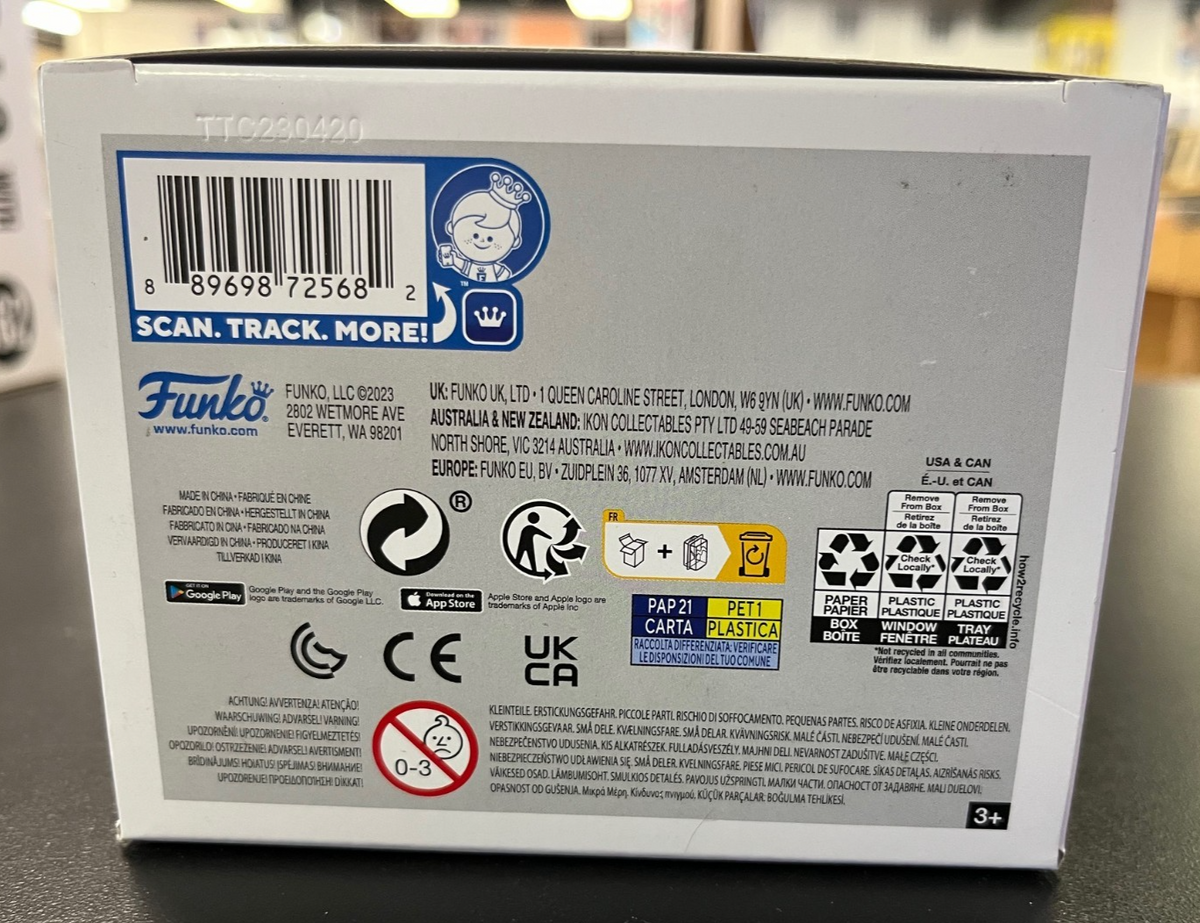 TTC230420
8 89698 72568 2
SCAN. TRACK. MORE!
™
Funko®
www.funko.com
FUNKO, LLC ©2023
2802 WETMORE AVE
EVERETT, WA 98201
UK: FUNKO UK, LTD • 1 QUEEN CAROLINE STREET, LONDON, W6 9YN (UK) • WWW.FUNKO.COM
AUSTRALIA & NEW ZEALAND: IKON COLLECTABLES PTY LTD 49-59 SEABEACH PARADE
NORTH SHORE, VIC 3214 AUSTRALIA • WWW.IKONCOLLECTABLES.COM.AU
EUROPE: FUNKO EU, BV • ZUIDPLEIN 36, 1077 XV, AMSTERDAM (NL) • WWW.FUNKO.COM
MADE IN CHINA • FABRIQUÉ EN CHINE
FABRICADO EN CHINA • HERGESTELLT IN CHINA
FABBRICATO IN CINA • FABRICADO NA CHINA
VERVAARDIGD IN CHINA • PRODUCERET I KINA
TILLVERKAD I KINA
®
FR
+
USA & CAN
É.-U. et CAN
Remove
From Box
Retirez
de la boîte
Remove
From Box
Retirez
de la boîte
Check
Locally*
Check
Locally*
PAPER
PAPIER
PLASTIC
PLASTIQUE
PLASTIC
PLASTIQUE
BOX
BOÎTE
WINDOW
FENÊTRE
TRAY
PLATEAU
how2recycle.info
*Not recycled in all communities.
Vérifiez localement. Pourrait ne pas
être recyclable dans votre région.
GET IT ON
Google Play
Google Play and the Google Play
logo are trademarks of Google LLC.
Download on the
App Store
Apple Store and Apple logo are
trademarks of Apple Inc
PAP 21
PET 1
CARTA
PLASTICA
RACCOLTA DIFFERENZIATA: VERIFICARE
LE DISPOSIZIONI DEL TUO COMUNE
CE
UK
CA
ACHTUNG! AVVERTENZA! ATENÇÃO!
WAARSCHUWING! ADVARSEL! VARNING!
UPOZORNĚNÍ! UPOZORNENIE! FIGYELMEZTETÉS!
OPOZORILO! OSTRZEŻENIE! ADVARSEL! AVERTISMENT!
BRĪDINĀJUMS! HOIATUS! ĮSPĖJIMAS! ВНИМАНИЕ!
UPOZORENJE! ΠΡΟΕΙΔΟΠΟΙΗΣΗ! DİKKAT!
0-3
KLEINTEILE. ERSTICKUNGSGEFAHR. PICCOLE PARTI. RISCHIO DI SOFFOCAMENTO. PEQUENAS PARTES. RISCO DE ASFIXIA. KLEINE ONDERDELEN.
VERSTIKKINGSGEVAAR. SMÅ DELE. KVÆLNINGSFARE. SMÅ DELAR. KVÄVNINGSRISK. MALÉ ČÁSTI. NEBEZPEČÍ UDUŠENÍ. MALÉ ČASTI.
NEBEZPEČENSTVO UDUSENIA. KIS ALKATRÉSZEK. FULLADÁSVESZÉLY. MAJHNI DELI. NEVARNOST ZADUŠITVE. MAŁE CZĘŚCI.
NIEBEZPIECZEŃSTWO UDŁAWIENIA SIĘ. SMÅ DELER. KVELNINGSFARE. PIESE MICI. PERICOL DE SUFOCARE. SĪKAS DETAĻAS. AIZRĪŠANĀS RISKS.
VÄIKESED OSAD. LÄMBUMISOHT. SMULKIOS DETALĖS. PAVOJUS UŽSPRINGTI. МАЛКИ ЧАСТИ. ОПАСНОСТ ОТ ЗАДАВЯНЕ. MALI DIJELOVI.
OPASNOST OD GUŠENJA. Μικρά Μέρη. Κίνδυνος πνιγμού. KÜÇÜK PARÇALAR: BOĞULMA TEHLİKESİ.
3+